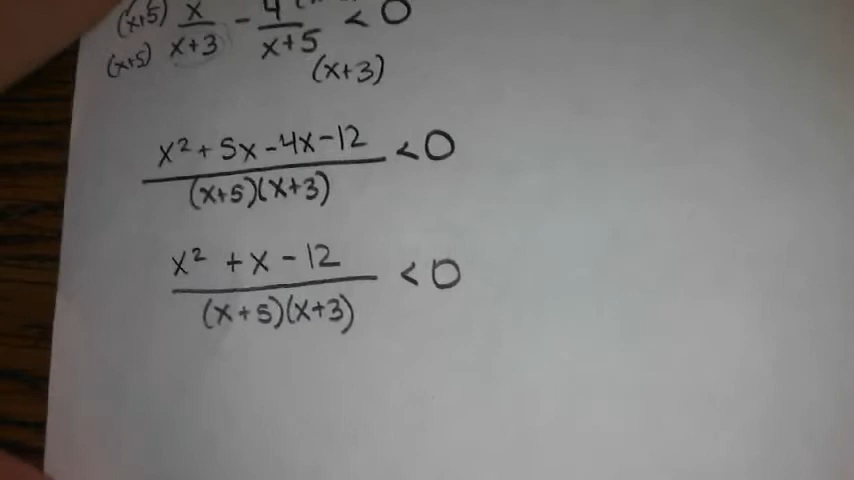 (x+5) x/x+3 - 4/x+5 < 0
(x+5) (x+3)
x² + 5x - 4x - 12 < 0
(x+5)(x+3)
x² + x - 12 < 0
(x+5)(x+3)